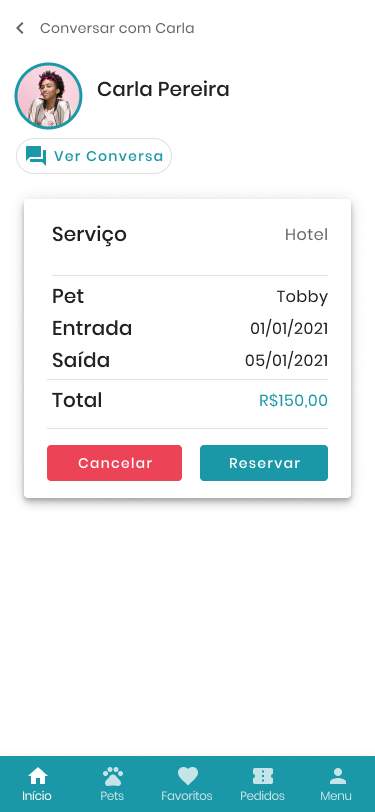 Conversar com Carla
Carla Pereira
Ver Conversa
Serviço Hotel
Pet Tobby
Entrada 01/01/2021
Saída 05/01/2021
Total R$150,00
Cancelar Reservar
Início Pets Favoritos Pedidos Menu